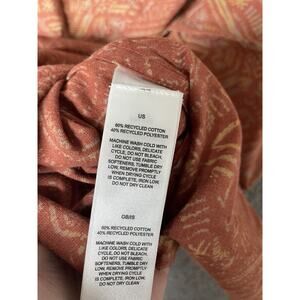 US
60% RECYCLED COTTON
40% RECYCLED POLYESTER
MACHINE WASH COLD WITH
LIKE COLORS, DELICATE
CYCLE, DO NOT BLEACH,
DO NOT USE FABRIC
SOFTENERS, TUMBLE DRY
LOW, REMOVE PROMPTLY
WHEN DRYING CYCLE
IS COMPLETE, IRON LOW,
DO NOT DRY CLEAN
GB/IS
60% RECYCLED COTTON
40% RECYCLED POLYESTER
MACHINE WASH COLD WITH
LIKE COLORS, DELICATE
CYCLE, DO NOT BLEACH,
DO NOT USE FABRIC
SOFTENERS, TUMBLE DRY
LOW, REMOVE PROMPTLY
WHEN DRYING CYCLE
IS COMPLETE, IRON LOW,
DO NOT DRY CLEAN